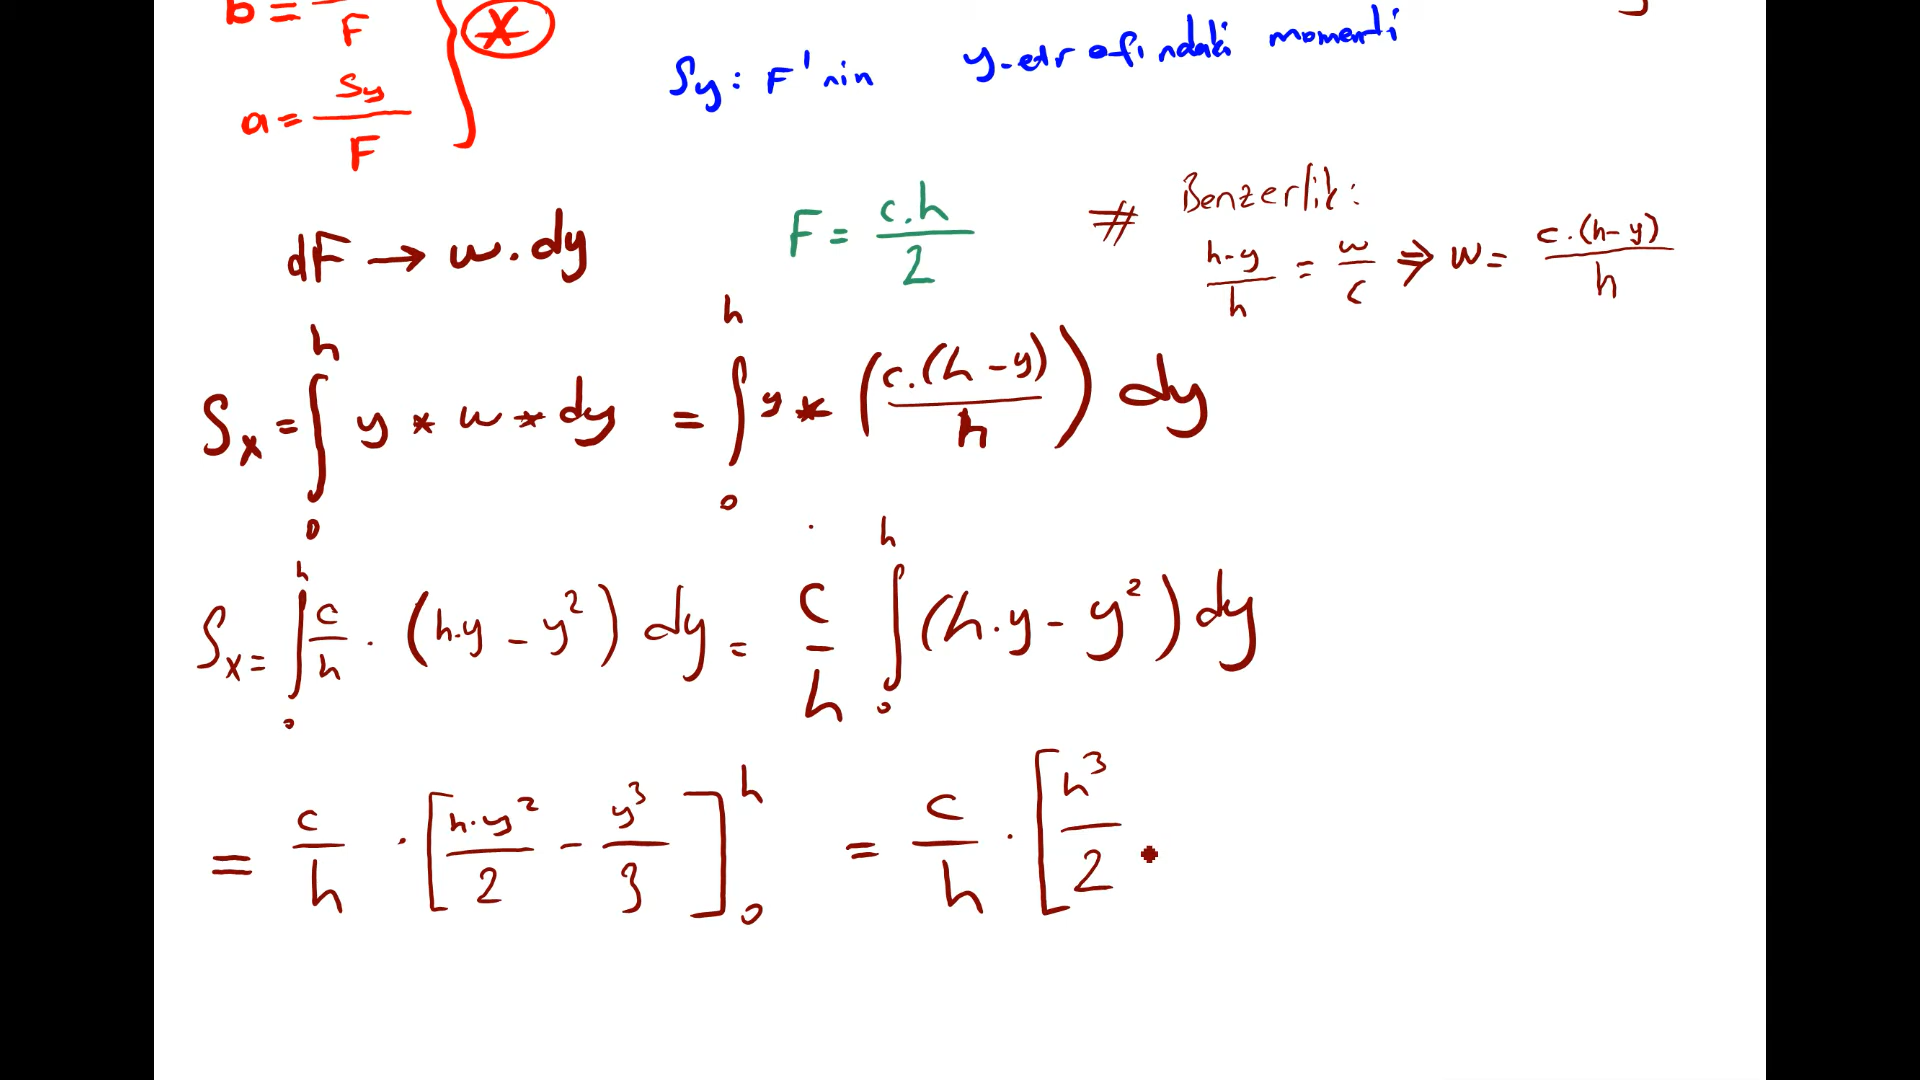 b = / F
a = Sy / F
*
Sy : F'nin y-etrafındaki momenti
dF → w . dy
F = c.h / 2
# Benzerlik:
h-y / h = w / c ⇒ w = c.(h-y) / h
Sx = ∫₀ʰ y * w * dy = ∫₀ʰ y * (c.(h-y) / h) dy
Sx = ∫₀ʰ c/h . (h.y - y²) dy = c/h ∫₀ʰ (h.y - y²) dy
= c/h . [h.y²/2 - y³/3]₀ʰ = c/h . [h³/2